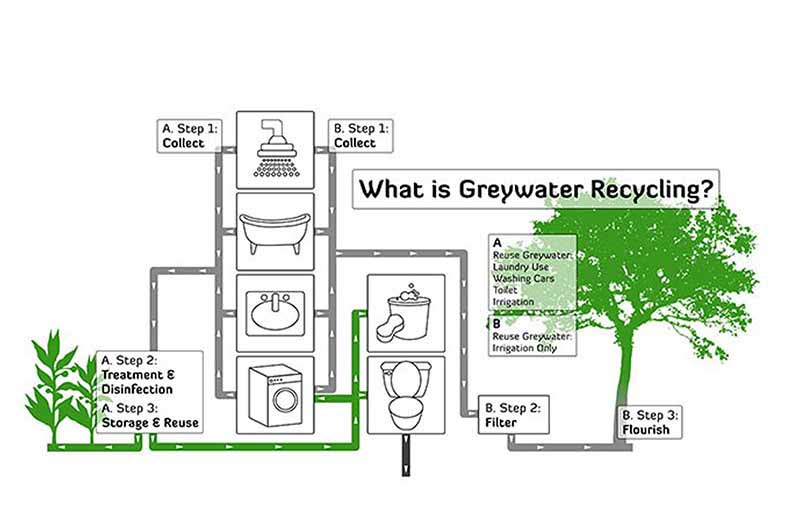 A. Step 1:
Collect
B. Step 1:
Collect
What is Greywater Recycling?
A
Reuse Greywater:
Laundry Use
Washing Cars
Toilet
Irrigation
B
Reuse Greywater:
Irrigation Only
A. Step 2:
Treatment &
Disinfection
A. Step 3:
Storage & Reuse
B. Step 2:
Filter
B. Step 3:
Flourish